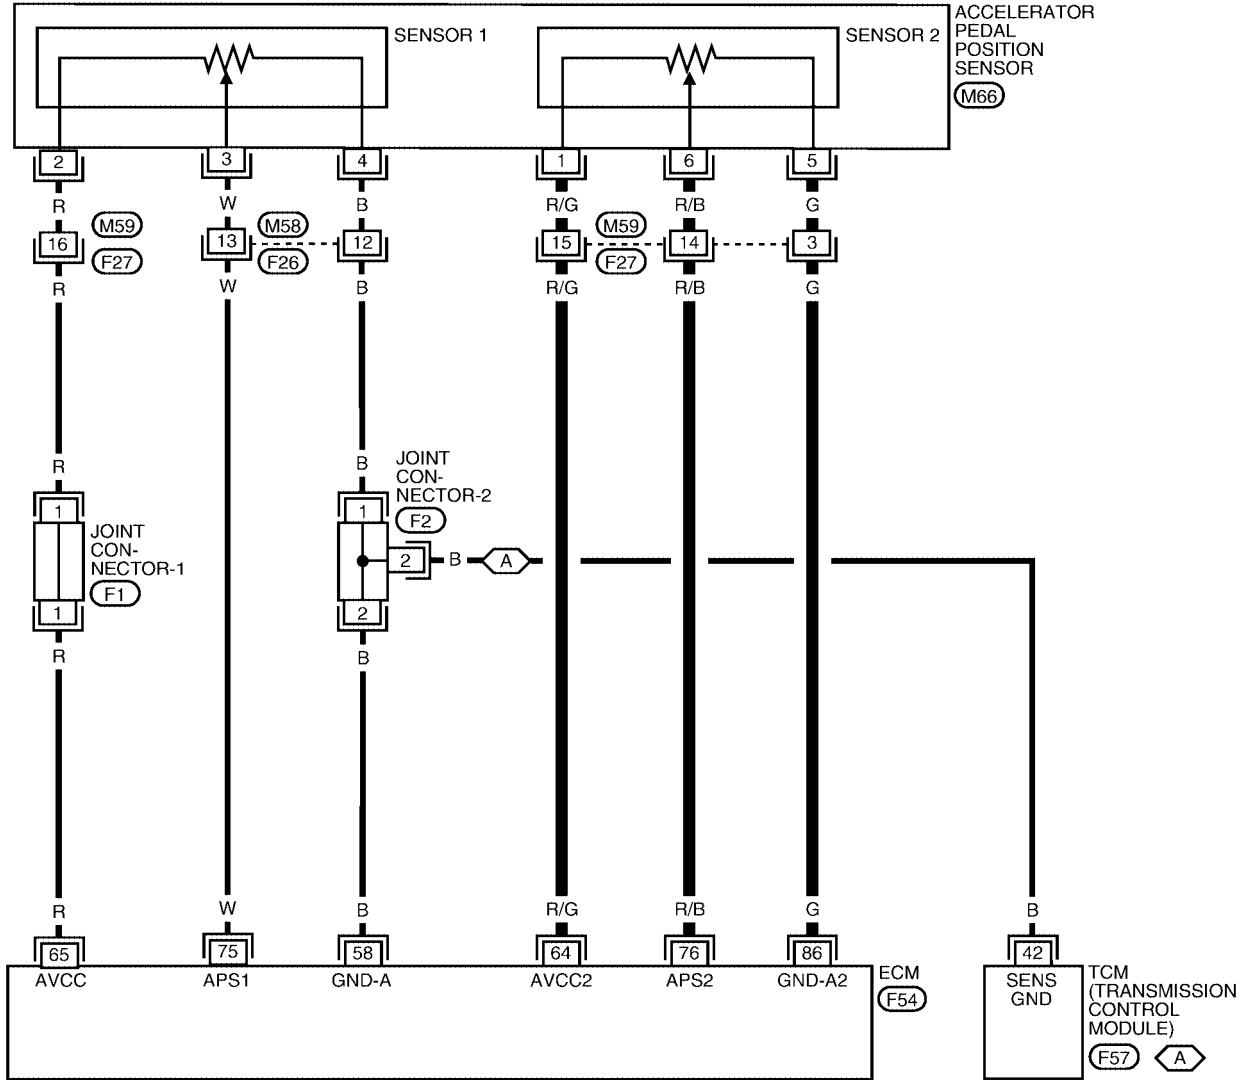 SENSOR 1
SENSOR 2
ACCELERATOR
PEDAL
POSITION
SENSOR
M66
2 3 4 1 6 5
R W B R/G R/B G
M59 M58 M59
16 13 12 15 14 3
F27 F26 F27
R W B R/G R/B G
R B
JOINT
CON-
NECTOR-2
F2
1 1
JOINT
CON-
NECTOR-1
F1
2 B A
1 2
R B
R W B R/G R/B G B
65 75 58 64 76 86 42
AVCC APS1 GND-A AVCC2 APS2 GND-A2
ECM
F54
SENS
GND
TCM
(TRANSMISSION
CONTROL
MODULE)
F57 A